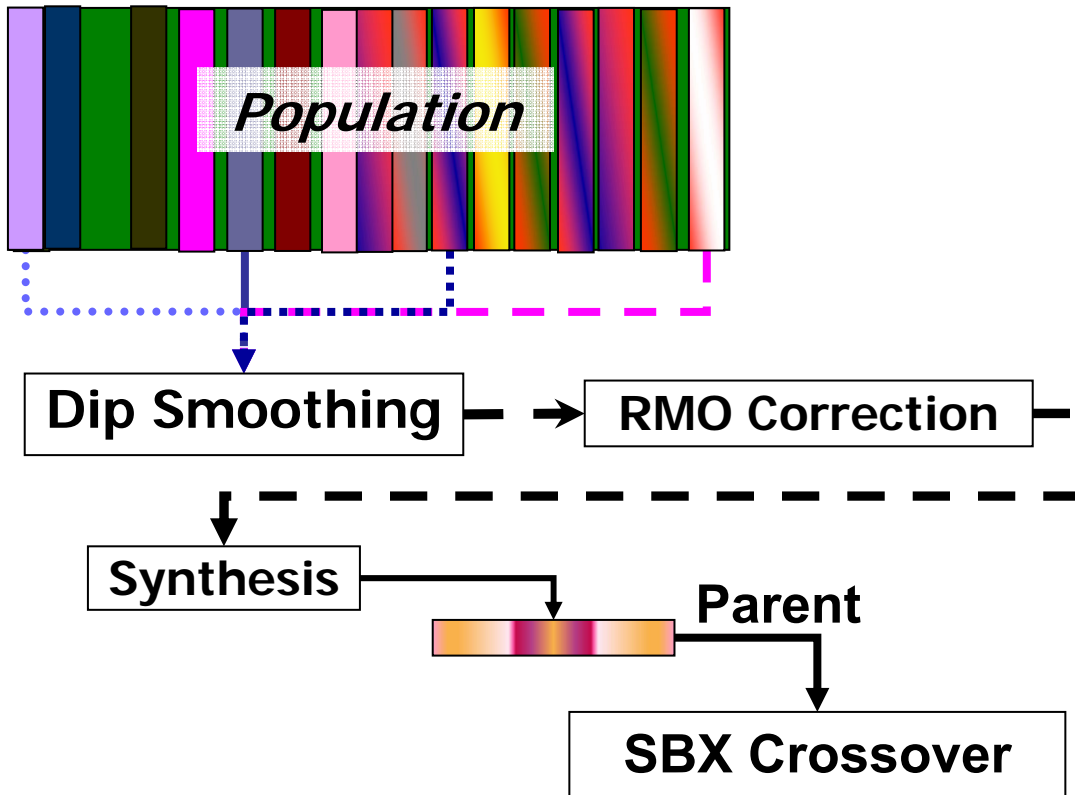 Population
Dip Smoothing
RMO Correction
Synthesis
Parent
SBX Crossover